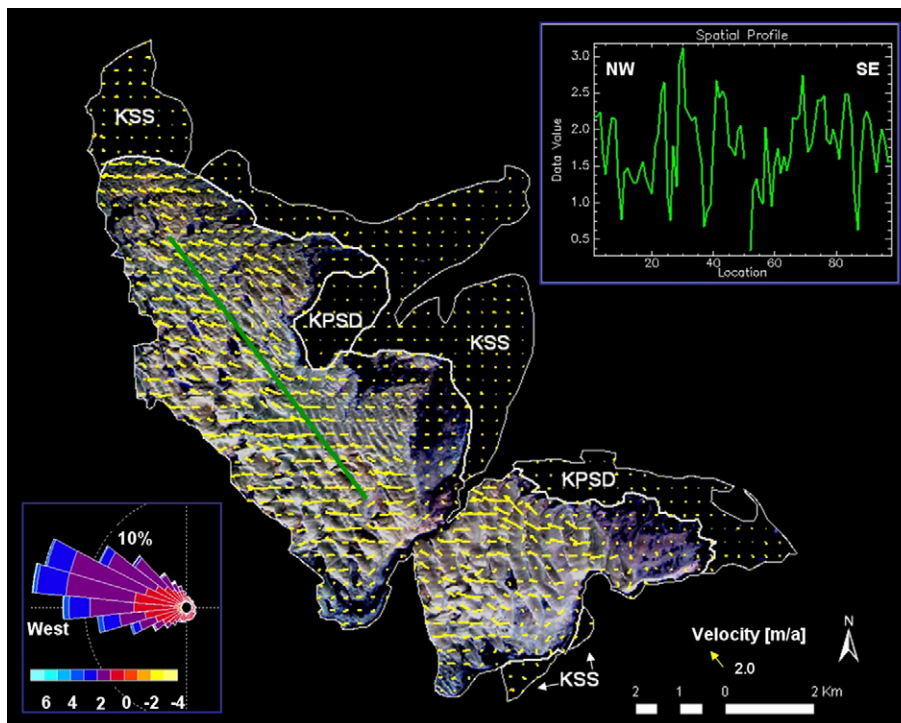 Spatial Profile
NW
SE
Data Value
3.0
2.5
2.0
1.5
1.0
0.5
20
40
60
80
Location
KSS
KPSD
KSS
KPSD
KSS
10%
West
6 4 2 1 0 -2 -4
Velocity [m/a]
2.0
N
2 1 0 2 Km